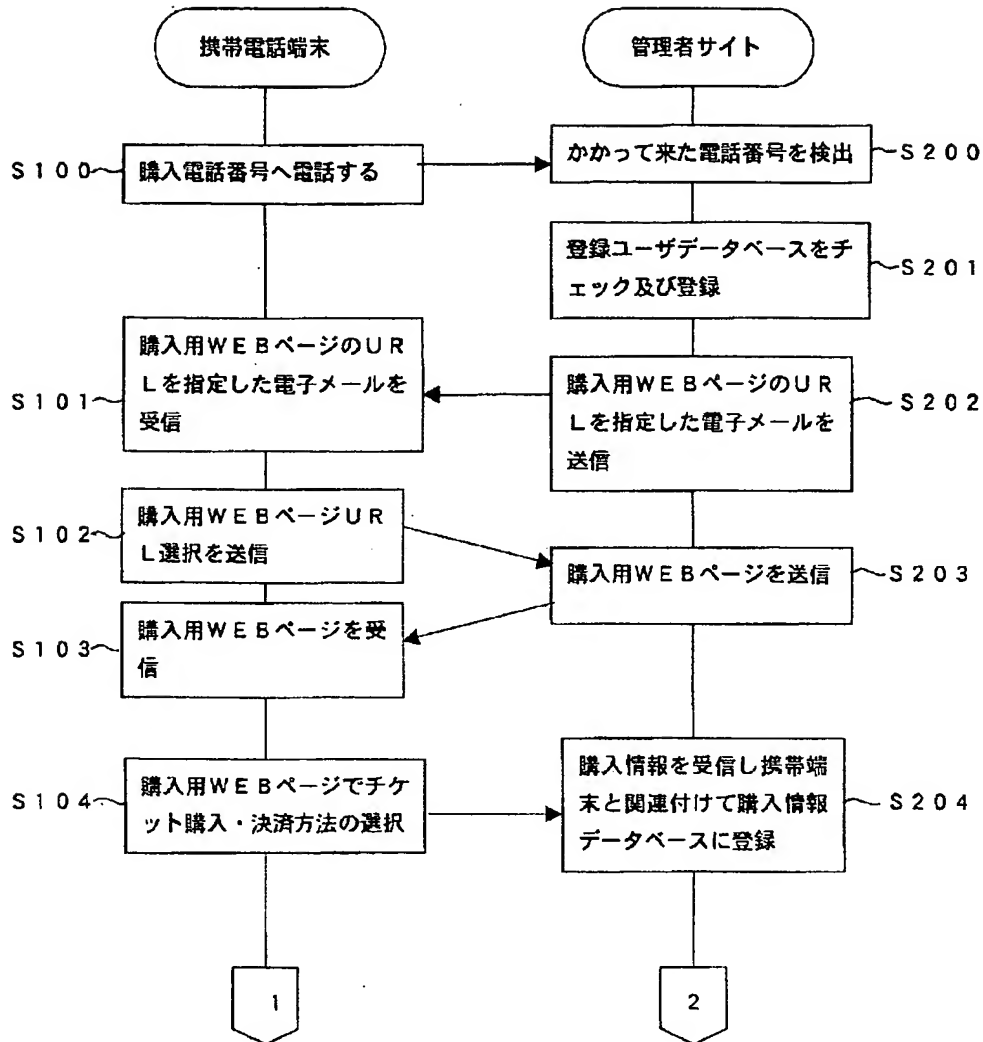 携帯電話端末
管理者サイト
S100
購入電話番号へ電話する
かかって来た電話番号を検出
S200
登録ユーザデータベースをチ
ェック及び登録
S201
S101
購入用WEBページのUR
Lを指定した電子メールを
受信
購入用WEBページのUR
Lを指定した電子メールを
送信
S202
S102
購入用WEBページUR
L選択を送信
購入用WEBページを送信
S203
S103
購入用WEBページを受
信
S104
購入用WEBページでチケ
ット購入・決済方法の選択
購入情報を受信し携帯端
末と関連付けて購入情報
データベースに登録
S204
1
2